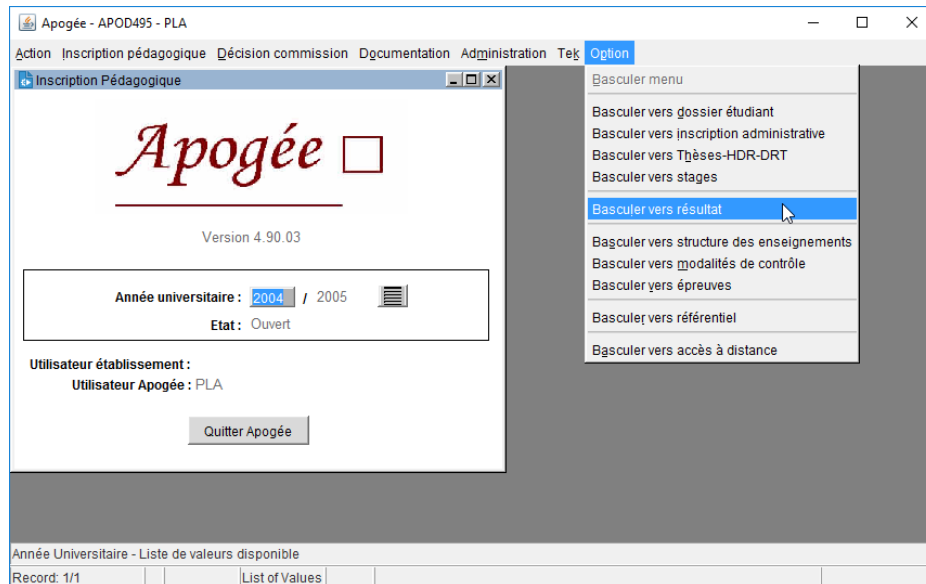 Apogée - APOD495 - PLA
Action Inscription pédagogique Décision commission Documentation Administration Tek Option
Inscription Pédagogique
Apogée
Version 4.90.03
Année universitaire : 2004 / 2005
Etat : Ouvert
Utilisateur établissement :
Utilisateur Apogée : PLA
Quitter Apogée
Basculer menu
Basculer vers dossier étudiant
Basculer vers inscription administrative
Basculer vers Thèses-HDR-DRT
Basculer vers stages
Basculer vers résultat
Basculer vers structure des enseignements
Basculer vers modalités de contrôle
Basculer vers épreuves
Basculer vers référentiel
Basculer vers accès à distance
Année Universitaire - Liste de valeurs disponible
Record: 1/1 List of Values